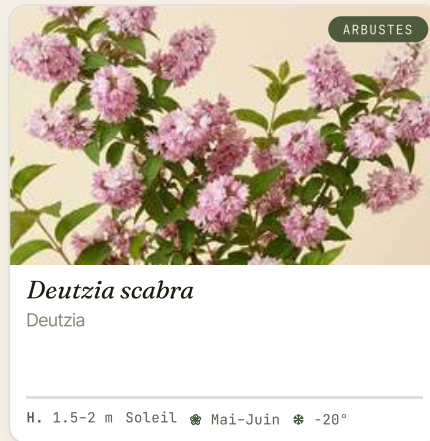 ARBUSTES
Deutzia scabra
Deutzia
H. 1.5–2 m Soleil ❀ Mai–Juin ❄ -20°